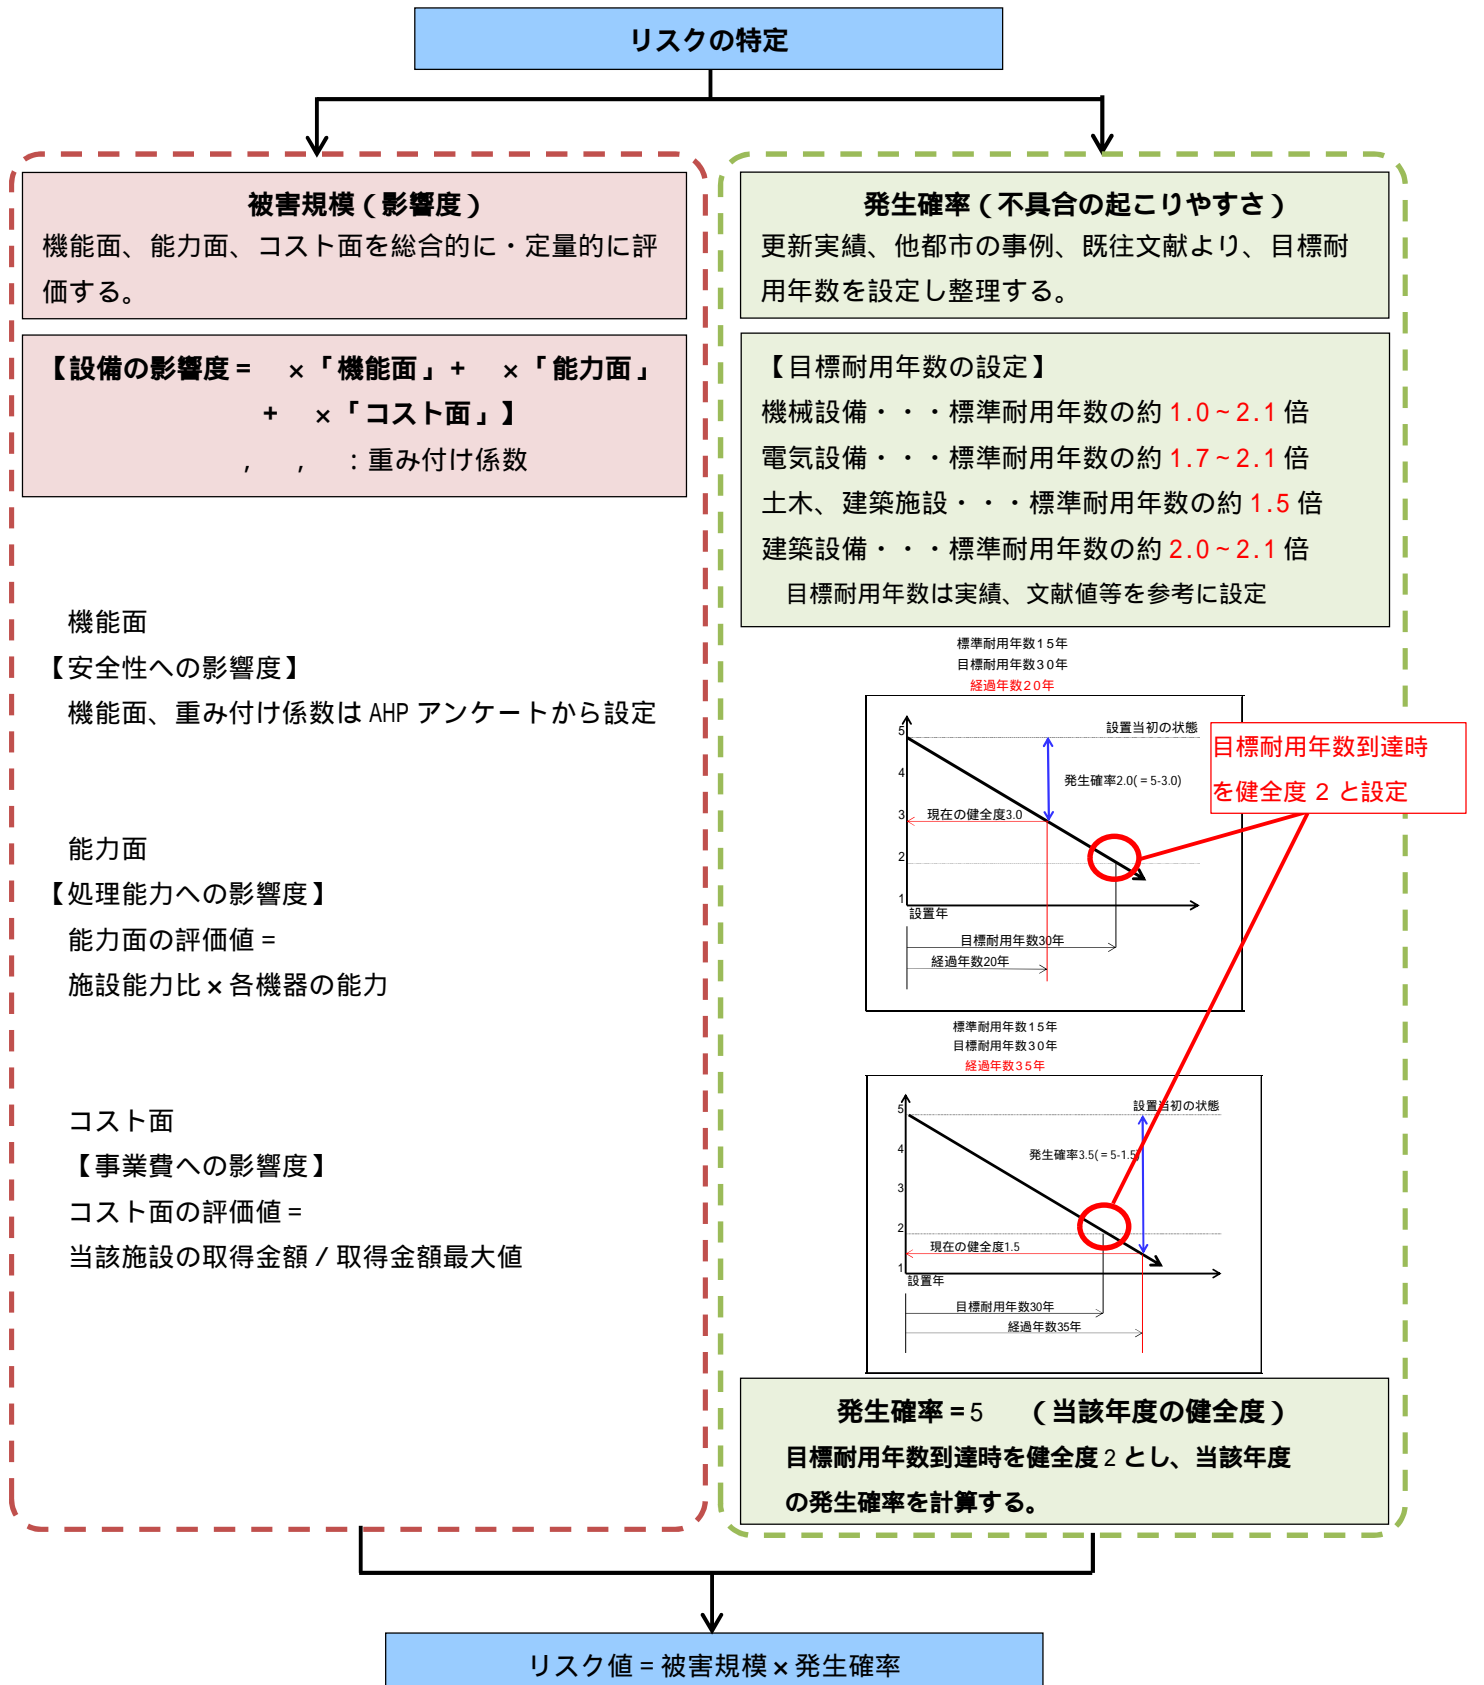 リスクの特定
被害規模（影響度）
機能面、能力面、コスト面を総合的に・定量的に評
価する。
【設備の影響度＝　×「機能面」＋　×「能力面」
＋　×「コスト面」】
，　，　：重み付け係数
機能面
【安全性への影響度】
機能面、重み付け係数は AHP アンケートから設定
能力面
【処理能力への影響度】
能力面の評価値＝
施設能力比×各機器の能力
コスト面
【事業費への影響度】
コスト面の評価値＝
当該施設の取得金額／取得金額最大値
発生確率（不具合の起こりやすさ）
更新実績、他都市の事例、既往文献より、目標耐
用年数を設定し整理する。
【目標耐用年数の設定】
機械設備・・・標準耐用年数の約 1.0～2.1 倍
電気設備・・・標準耐用年数の約 1.7～2.1 倍
土木、建築施設・・・標準耐用年数の約 1.5 倍
建築設備・・・標準耐用年数の約 2.0～2.1 倍
目標耐用年数は実績、文献値等を参考に設定
標準耐用年数15年
目標耐用年数30年
経過年数20年
5
設置当初の状態
4
発生確率2.0(＝5-3.0)
3
現在の健全度3.0
2
1
設置年
目標耐用年数30年
経過年数20年
目標耐用年数到達時
を健全度 2 と設定
標準耐用年数15年
目標耐用年数30年
経過年数35年
5
設置当初の状態
4
発生確率3.5(＝5-1.5)
3
2
現在の健全度1.5
1
設置年
目標耐用年数30年
経過年数35年
発生確率＝5　（当該年度の健全度）
目標耐用年数到達時を健全度 2 とし、当該年度
の発生確率を計算する。
リスク値＝被害規模×発生確率